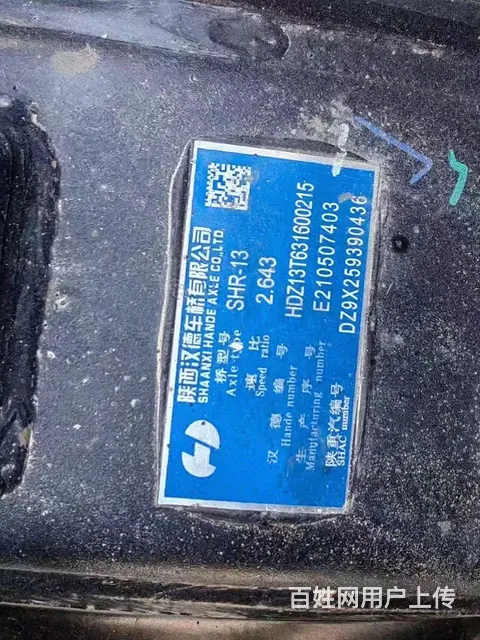 陕西汉德车桥有限公司
SHAANXI HANDE AXLE CO.,LTD.
桥型号 SHR-13
Axle type
速比 2.643
Speed ratio
汉德编号 HDZ13T631600215
Hande number
生产序号 E210507403
Manufacturing number
陕重汽编号 DZ9X259390436
SHAC number
百姓网用户上传